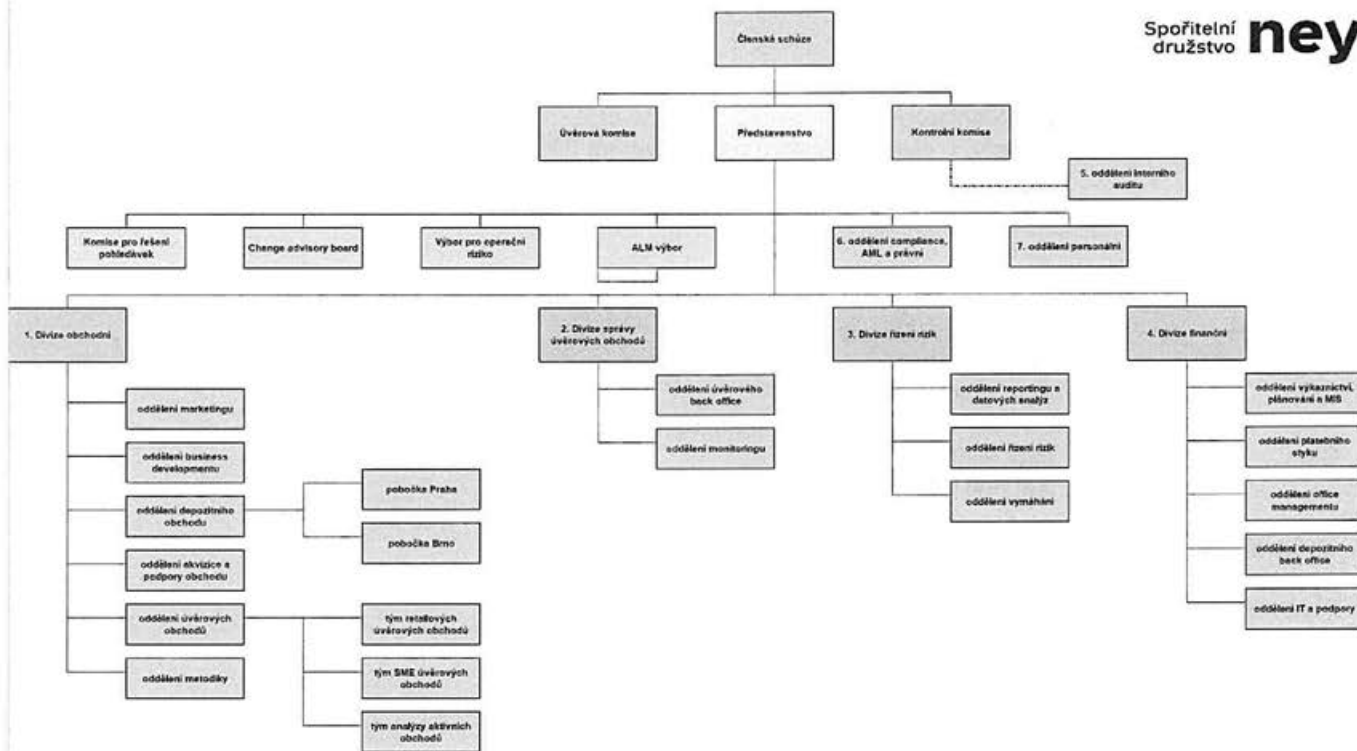 Spořitelní
družstvo
ney
Členská schůze
Úvěrová komise
Představenstvo
Kontrolní komise
5. oddělení interního
auditu
Komise pro řešení
pohledávek
Change advisory board
Výbor pro operační
riziko
ALM výbor
6. oddělení compliance,
AML a právní
7. oddělení personální
1. Divize obchodní
2. Divize správy
úvěrových obchodů
3. Divize řízení rizik
4. Divize finanční
oddělení marketingu
oddělení business
developmentu
oddělení depozitního
obchodu
pobočka Praha
pobočka Brno
oddělení akvizice a
podpory obchodu
oddělení úvěrových
obchodů
tým retailových
úvěrových obchodů
tým SME úvěrových
obchodů
tým analýzy aktivních
obchodů
oddělení metodiky
oddělení úvěrového
back office
oddělení monitoringu
oddělení reportingu a
datových analýz
oddělení řízení rizik
oddělení vymáhání
oddělení výkaznictví,
plánování a MIS
oddělení platebního
styku
oddělení office
managementu
oddělení depozitního
back office
oddělení IT a podpory